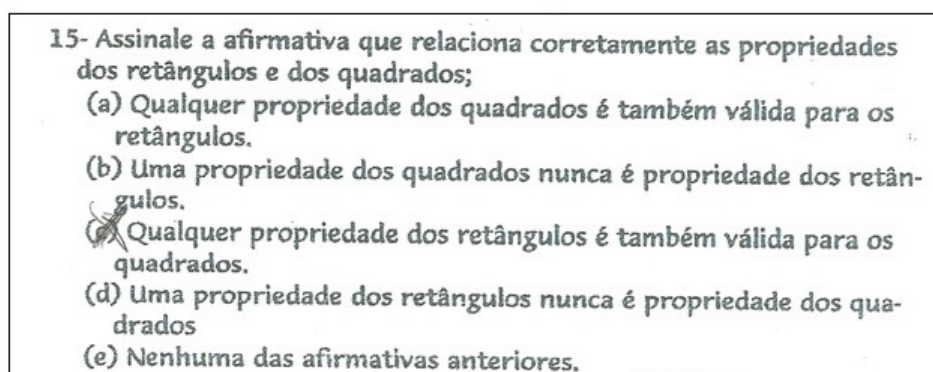 15- Assinale a afirmativa que relaciona corretamente as propriedades
dos retângulos e dos quadrados;
(a) Qualquer propriedade dos quadrados é também válida para os
retângulos.
(b) Uma propriedade dos quadrados nunca é propriedade dos retân-
gulos.
(c) Qualquer propriedade dos retângulos é também válida para os
quadrados.
(d) Uma propriedade dos retângulos nunca é propriedade dos qua-
drados
(e) Nenhuma das afirmativas anteriores.